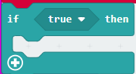 if true then